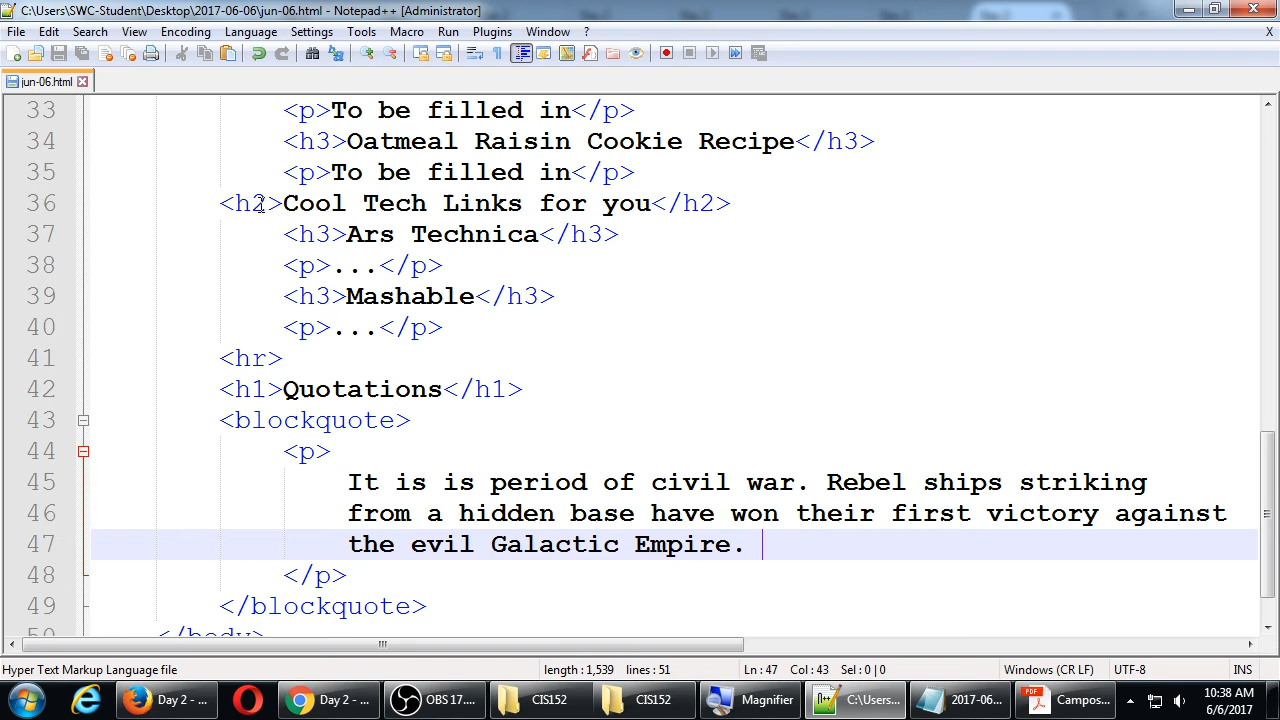 C:\Users\SWC-Student\Desktop\2017-06-06\jun-06.html - Notepad++ [Administrator]
File Edit Search View Encoding Language Settings Tools Macro Run Plugins Window ? X
jun-06.html
33 <p>To be filled in</p>
34 <h3>Oatmeal Raisin Cookie Recipe</h3>
35 <p>To be filled in</p>
36 <h2>Cool Tech Links for you</h2>
37 <h3>Ars Technica</h3>
38 <p>...</p>
39 <h3>Mashable</h3>
40 <p>...</p>
41 <hr>
42 <h1>Quotations</h1>
43 <blockquote>
44 <p>
45 It is is period of civil war. Rebel ships striking
46 from a hidden base have won their first victory against
47 the evil Galactic Empire.
48 </p>
49 </blockquote>
50 </body>
Hyper Text Markup Language file length : 1,539 lines : 51 Ln : 47 Col : 43 Sel : 0 | 0 Windows (CR LF) UTF-8 INS
Day 2 - ... Day 2 - ... OBS 17.... CIS152 CIS152 Magnifier C:\Users... 2017-06... Campos... 10:38 AM
6/6/2017